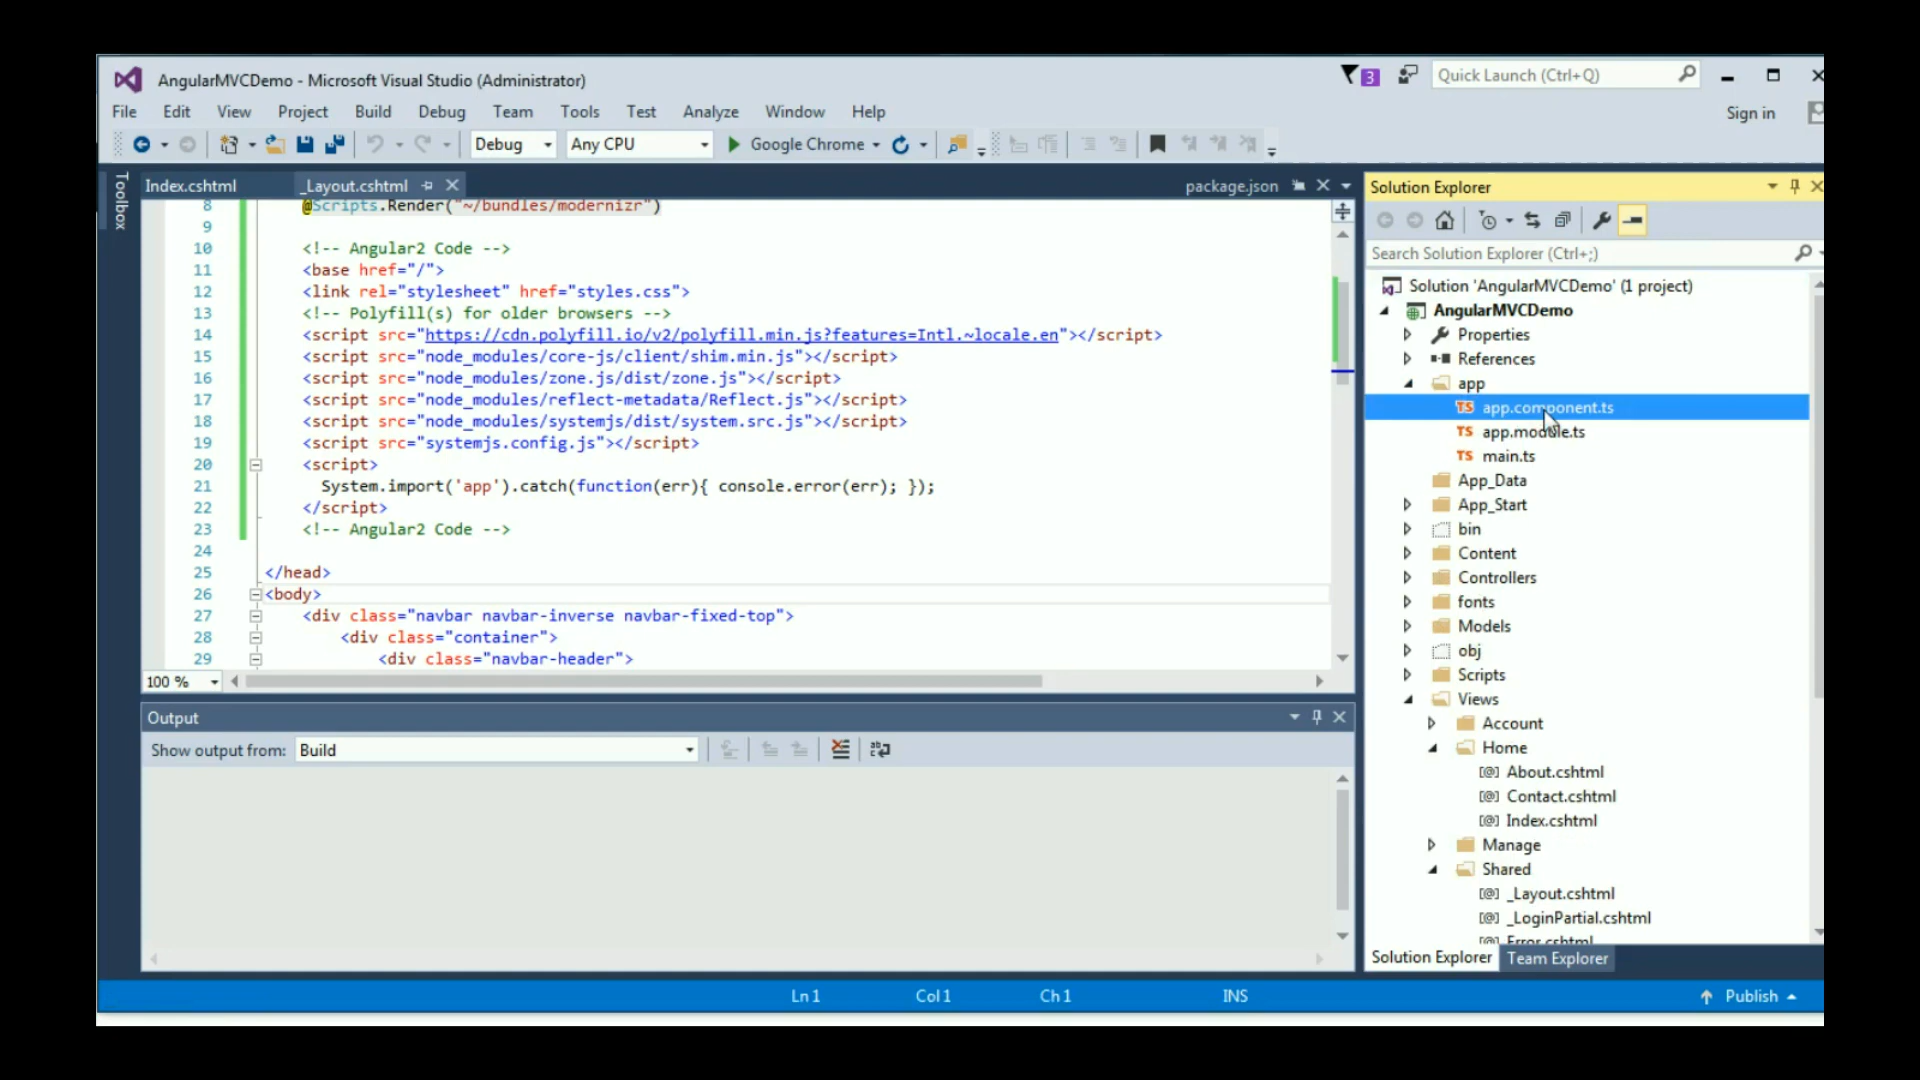 AngularMVCDemo - Microsoft Visual Studio (Administrator)
3
Quick Launch (Ctrl+Q)
File Edit View Project Build Debug Team Tools Test Analyze Window Help
Sign in
Debug Any CPU Google Chrome
Toolbox
Index.cshtml _Layout.cshtml package.json
8 @Scripts.Render("~/bundles/modernizr")
9
10 <!-- Angular2 Code -->
11 <base href="/">
12 <link rel="stylesheet" href="styles.css">
13 <!-- Polyfill(s) for older browsers -->
14 <script src="https://cdn.polyfill.io/v2/polyfill.min.js?features=Intl.~locale.en"></script>
15 <script src="node_modules/core-js/client/shim.min.js"></script>
16 <script src="node_modules/zone.js/dist/zone.js"></script>
17 <script src="node_modules/reflect-metadata/Reflect.js"></script>
18 <script src="node_modules/systemjs/dist/system.src.js"></script>
19 <script src="systemjs.config.js"></script>
20 <script>
21 System.import('app').catch(function(err){ console.error(err); });
22 </script>
23 <!-- Angular2 Code -->
24
25 </head>
26 <body>
27 <div class="navbar navbar-inverse navbar-fixed-top">
28 <div class="container">
29 <div class="navbar-header">
100 %
Output
Show output from: Build
Solution Explorer
Search Solution Explorer (Ctrl+;)
Solution 'AngularMVCDemo' (1 project)
AngularMVCDemo
Properties
References
app
TS app.component.ts
TS app.module.ts
TS main.ts
App_Data
App_Start
bin
Content
Controllers
fonts
Models
obj
Scripts
Views
Account
Home
[@] About.cshtml
[@] Contact.cshtml
[@] Index.cshtml
Manage
Shared
[@] _Layout.cshtml
[@] _LoginPartial.cshtml
[@] Error.cshtml
Solution Explorer Team Explorer
Ln 1 Col 1 Ch 1 INS Publish